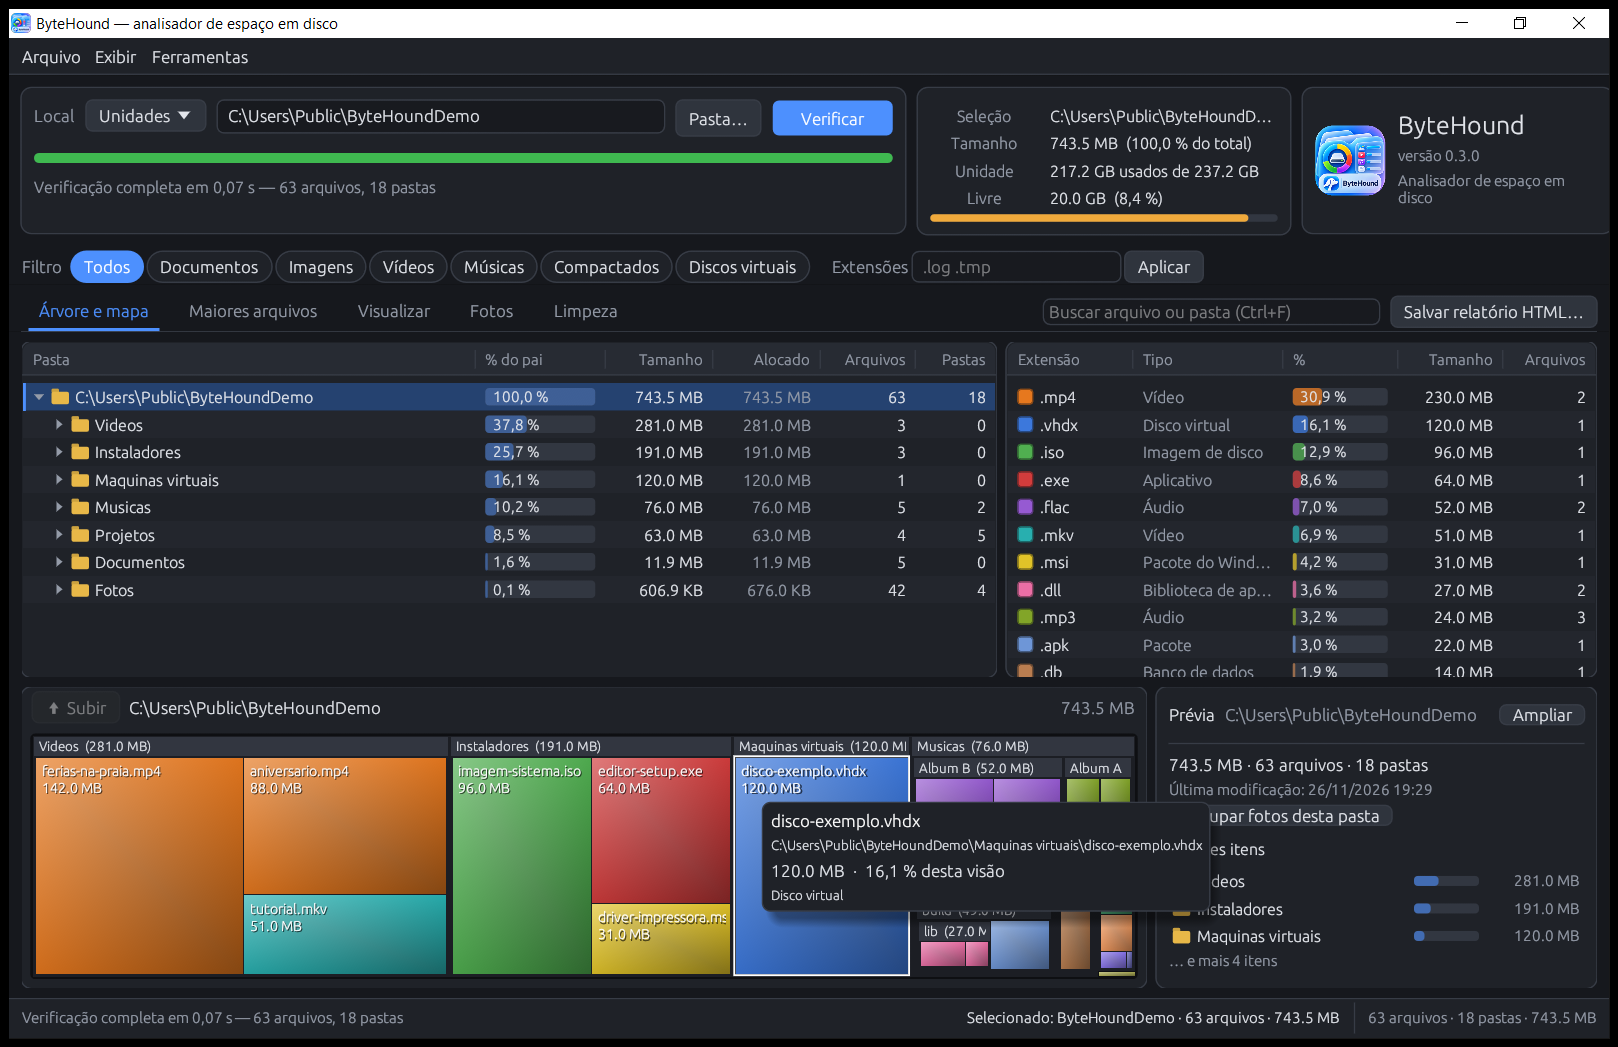 ByteHound — analisador de espaço em disco
Arquivo Exibir Ferramentas
Local Unidades C:\Users\Public\ByteHoundDemo Pasta... Verificar
Verificação completa em 0,07 s — 63 arquivos, 18 pastas
Seleção C:\Users\Public\ByteHoundD...
Tamanho 743.5 MB (100,0 % do total)
Unidade 217.2 GB usados de 237.2 GB
Livre 20.0 GB (8,4 %)
ByteHound
ByteHound
versão 0.3.0
Analisador de espaço em
disco
Filtro Todos Documentos Imagens Vídeos Músicas Compactados Discos virtuais Extensões .log .tmp Aplicar
Árvore e mapa Maiores arquivos Visualizar Fotos Limpeza Buscar arquivo ou pasta (Ctrl+F) Salvar relatório HTML...
Pasta % do pai Tamanho Alocado Arquivos Pastas
C:\Users\Public\ByteHoundDemo 100,0 % 743.5 MB 743.5 MB 63 18
Videos 37,8 % 281.0 MB 281.0 MB 3 0
Instaladores 25,7 % 191.0 MB 191.0 MB 3 0
Maquinas virtuais 16,1 % 120.0 MB 120.0 MB 1 0
Musicas 10,2 % 76.0 MB 76.0 MB 5 2
Projetos 8,5 % 63.0 MB 63.0 MB 4 5
Documentos 1,6 % 11.9 MB 11.9 MB 5 0
Fotos 0,1 % 606.9 KB 676.0 KB 42 4
Extensão Tipo % Tamanho Arquivos
.mp4 Vídeo 30,9 % 230.0 MB 2
.vhdx Disco virtual 16,1 % 120.0 MB 1
.iso Imagem de disco 12,9 % 96.0 MB 1
.exe Aplicativo 8,6 % 64.0 MB 1
.flac Áudio 7,0 % 52.0 MB 2
.mkv Vídeo 6,9 % 51.0 MB 1
.msi Pacote do Wind... 4,2 % 31.0 MB 1
.dll Biblioteca de ap... 3,6 % 27.0 MB 2
.mp3 Áudio 3,2 % 24.0 MB 3
.apk Pacote 3,0 % 22.0 MB 1
.db Banco de dados 1,9 % 14.0 MB 1
Subir C:\Users\Public\ByteHoundDemo 743.5 MB
Videos (281.0 MB)
ferias-na-praia.mp4
142.0 MB
aniversario.mp4
88.0 MB
tutorial.mkv
51.0 MB
Instaladores (191.0 MB)
imagem-sistema.iso
96.0 MB
editor-setup.exe
64.0 MB
driver-impressora.ms
31.0 MB
Maquinas virtuais (120.0 MI
disco-exemplo.vhdx
120.0 MB
Musicas (76.0 MB)
Album B (52.0 MB) Album A
disco-exemplo.vhdx
C:\Users\Public\ByteHoundDemo\Maquinas virtuais\disco-exemplo.vhdx
120.0 MB · 16,1 % desta visão
Disco virtual
build (49.0 MB)
lib (27.0 M
Prévia C:\Users\Public\ByteHoundDemo Ampliar
743.5 MB · 63 arquivos · 18 pastas
Última modificação: 26/11/2026 19:29
upar fotos desta pasta
es itens
deos 281.0 MB
nstaladores 191.0 MB
Maquinas virtuais 120.0 MB
... e mais 4 itens
Verificação completa em 0,07 s — 63 arquivos, 18 pastas
Selecionado: ByteHoundDemo · 63 arquivos · 743.5 MB
63 arquivos · 18 pastas · 743.5 MB